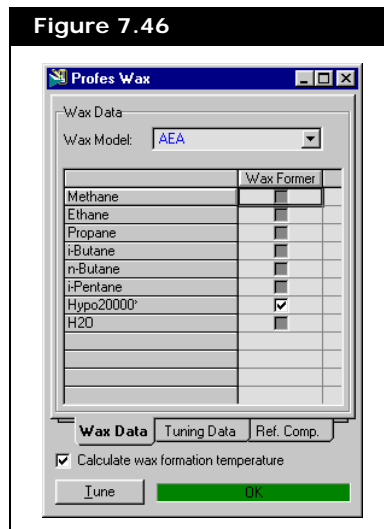 Figure 7.46
Profes Wax
Wax Data
Wax Model: AEA
Wax Former
Methane
Ethane
Propane
i-Butane
n-Butane
i-Pentane
Hypo20000*
H2O
Wax Data Tuning Data Ref. Comp.
Calculate wax formation temperature
Tune OK